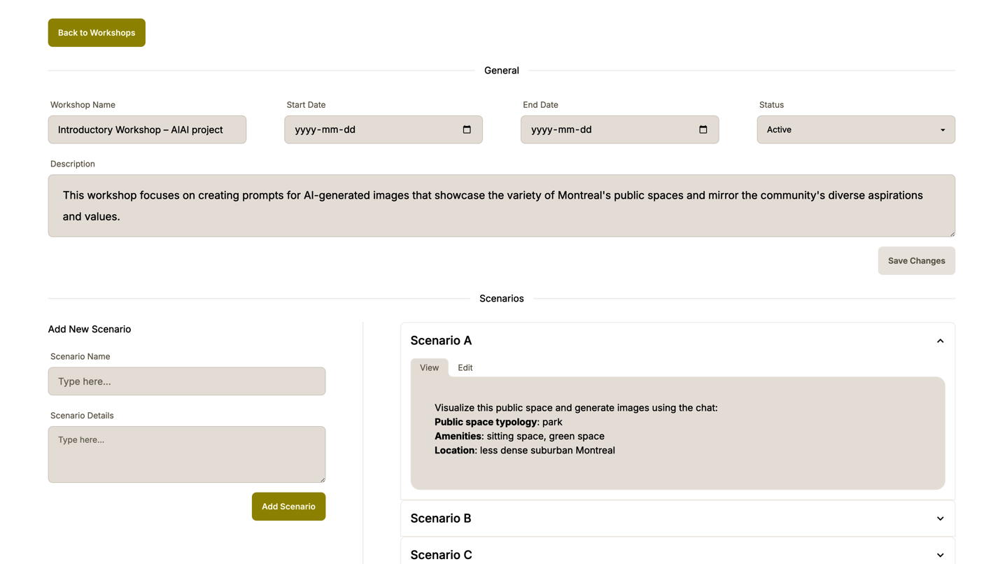 Back to Workshops
General
Workshop Name
Start Date
End Date
Status
Introductory Workshop – AIAI project
yyyy-mm-dd
yyyy-mm-dd
Active
Description
This workshop focuses on creating prompts for AI-generated images that showcase the variety of Montreal's public spaces and mirror the community's diverse aspirations
and values.
Save Changes
Scenarios
Add New Scenario
Scenario Name
Type here...
Scenario Details
Type here...
Add Scenario
Scenario A
View
Edit
Visualize this public space and generate images using the chat:
Public space typology: park
Amenities: sitting space, green space
Location: less dense suburban Montreal
Scenario B
Scenario C